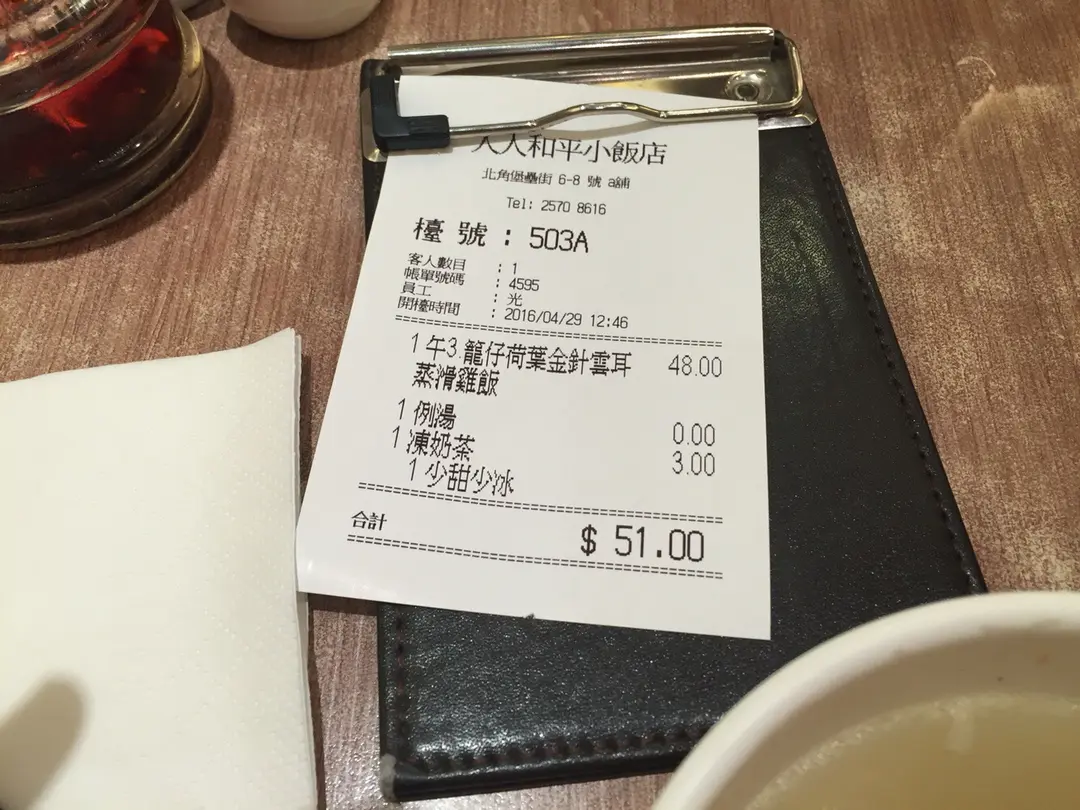 人人和平小飯店
北角堡壘街 6-8 號 a舖
Tel: 2570 8616
檯 號 : 503A
客人數目 : 1
帳單號碼 : 4595
員工 : 光
開檯時間 : 2016/04/29 12:46
1 午3.籠仔荷葉金針雲耳 48.00
蒸滑雞飯
1 例湯 0.00
1 凍奶茶 3.00
1 少甜少冰
合計 $ 51.00